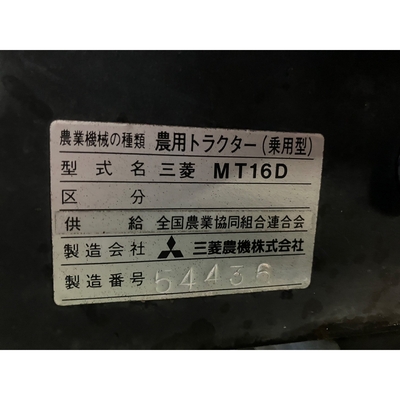 農業機械の種類 農用トラクター(乗用型)
型式名 三菱 MT16D
区分
供給 全国農業協同組合連合会
製造会社 三菱農機株式会社
製造番号 54436